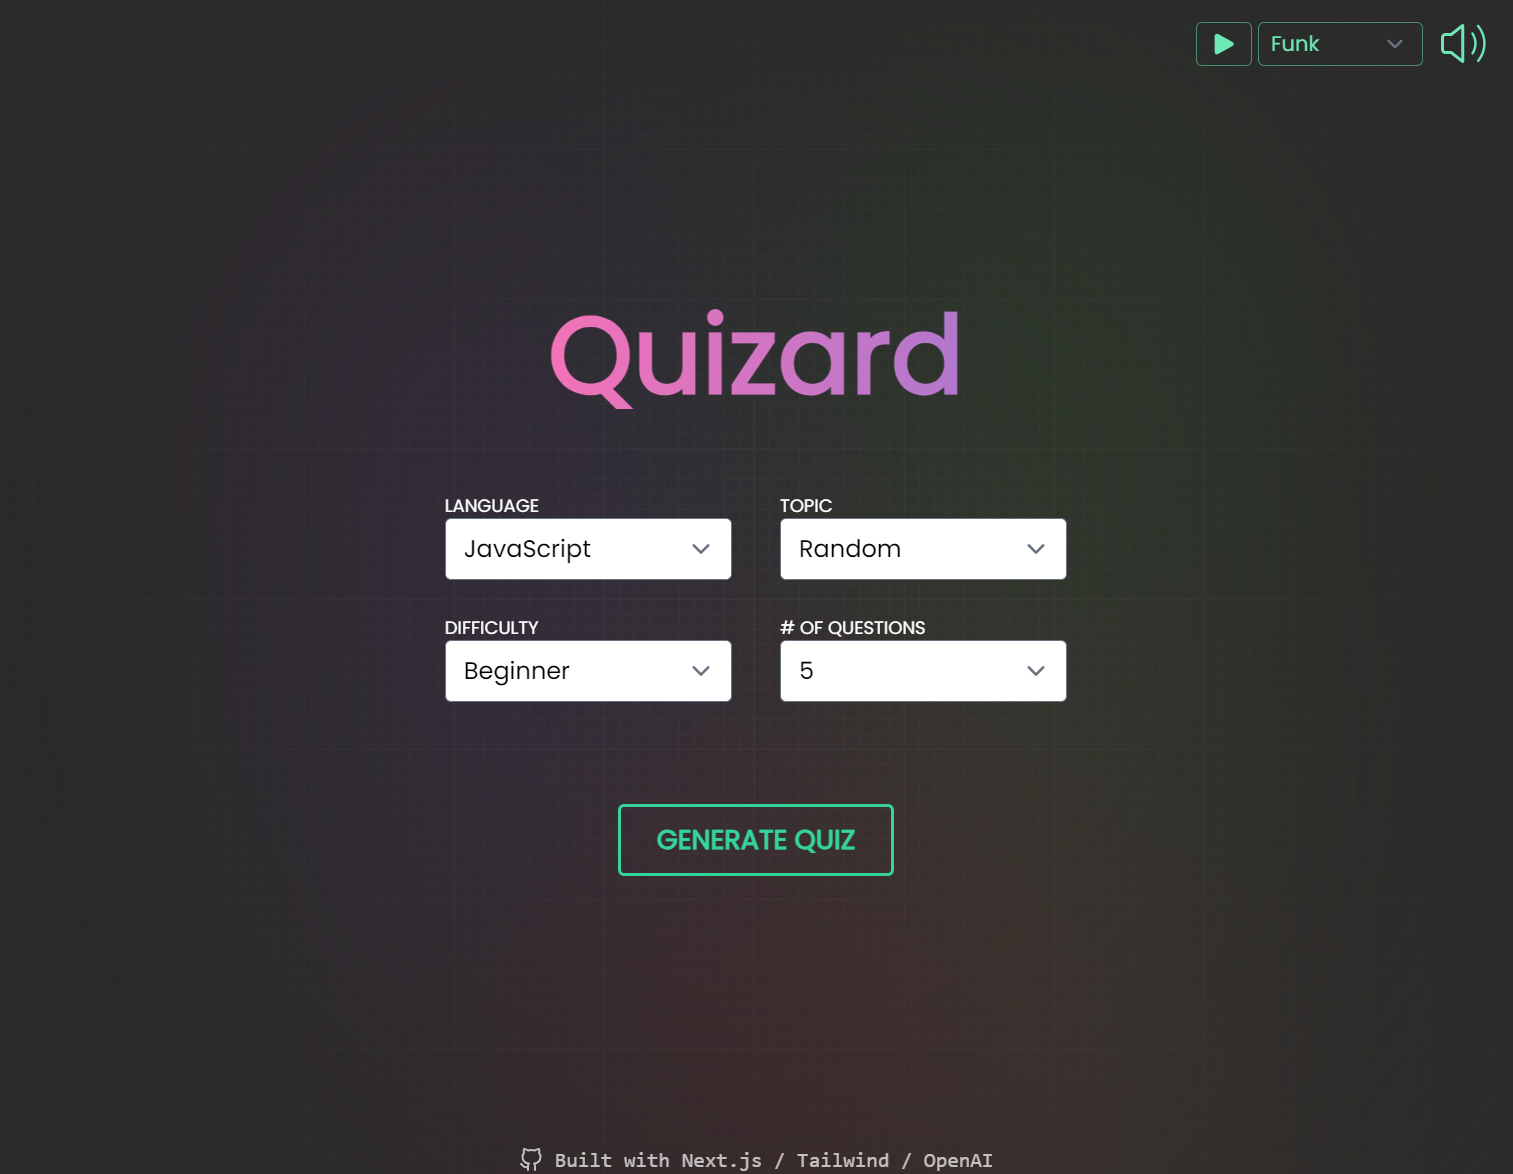 Funk
Quizard
LANGUAGE
JavaScript
TOPIC
Random
DIFFICULTY
Beginner
# OF QUESTIONS
5
GENERATE QUIZ
Built with Next.js / Tailwind / OpenAI